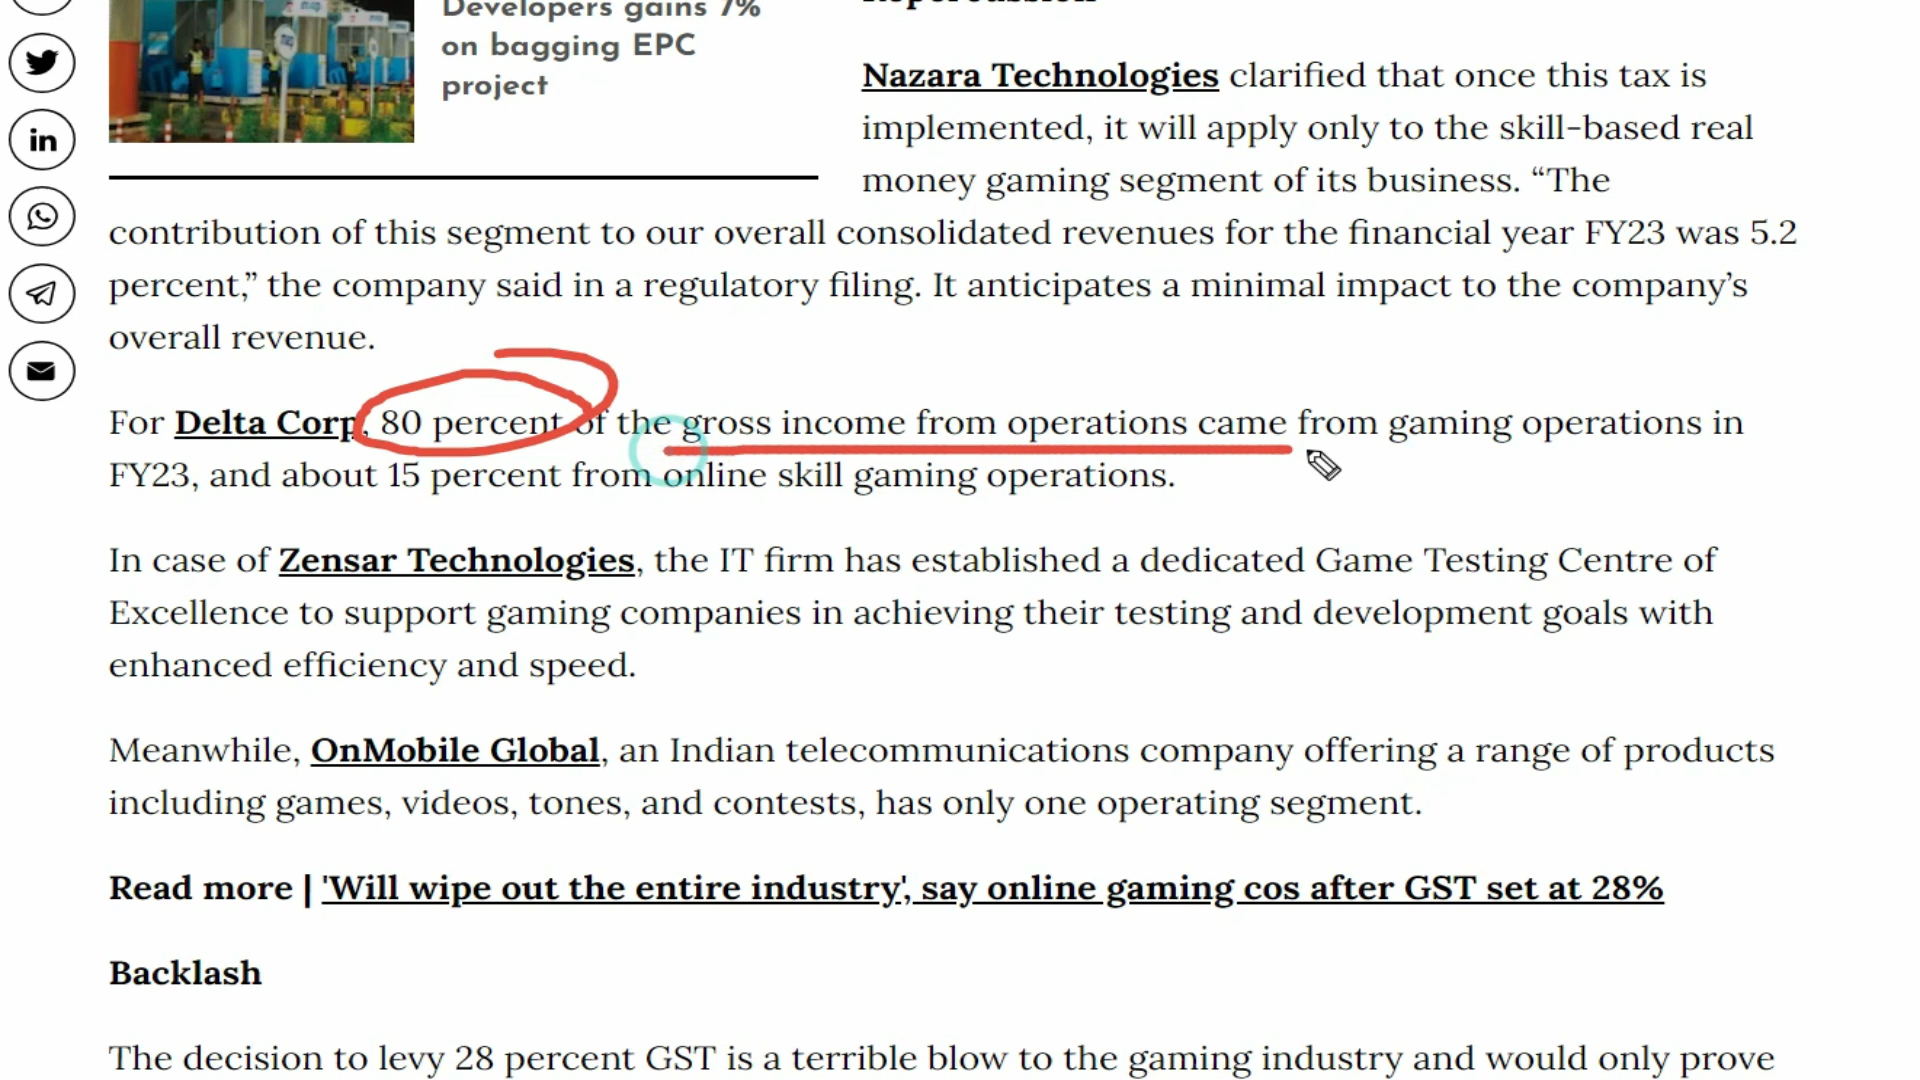 Developers gains 7%
on bagging EPC
project
Repercussion
Nazara Technologies clarified that once this tax is
implemented, it will apply only to the skill-based real
money gaming segment of its business. “The
contribution of this segment to our overall consolidated revenues for the financial year FY23 was 5.2
percent,” the company said in a regulatory filing. It anticipates a minimal impact to the company’s
overall revenue.
For Delta Corp, 80 percent of the gross income from operations came from gaming operations in
FY23, and about 15 percent from online skill gaming operations.
In case of Zensar Technologies, the IT firm has established a dedicated Game Testing Centre of
Excellence to support gaming companies in achieving their testing and development goals with
enhanced efficiency and speed.
Meanwhile, OnMobile Global, an Indian telecommunications company offering a range of products
including games, videos, tones, and contests, has only one operating segment.
Read more | 'Will wipe out the entire industry', say online gaming cos after GST set at 28%
Backlash
The decision to levy 28 percent GST is a terrible blow to the gaming industry and would only prove